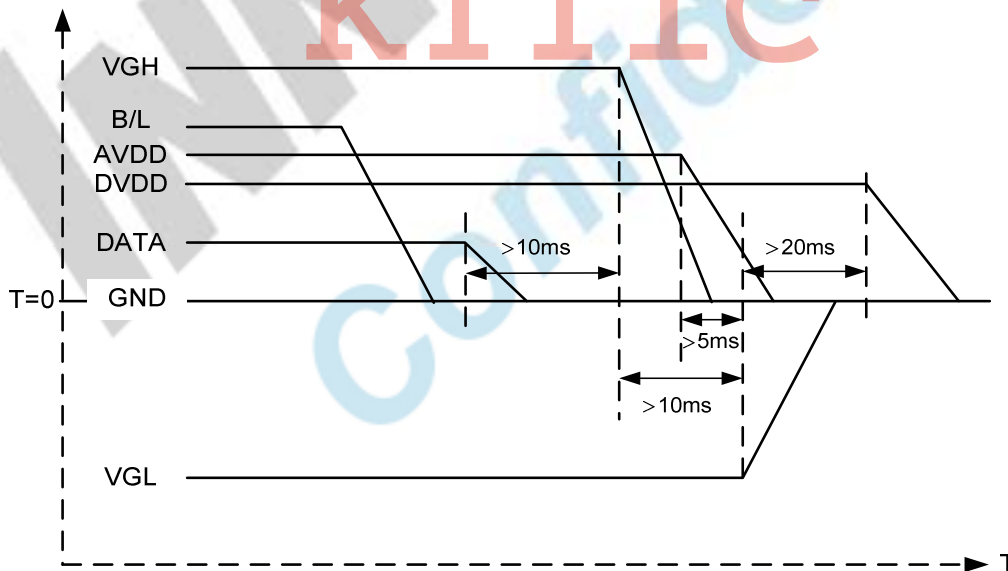 VGH
B/L
AVDD
DVDD
DATA
>10ms
>20ms
T=0
GND
>5ms
>10ms
VGL
T